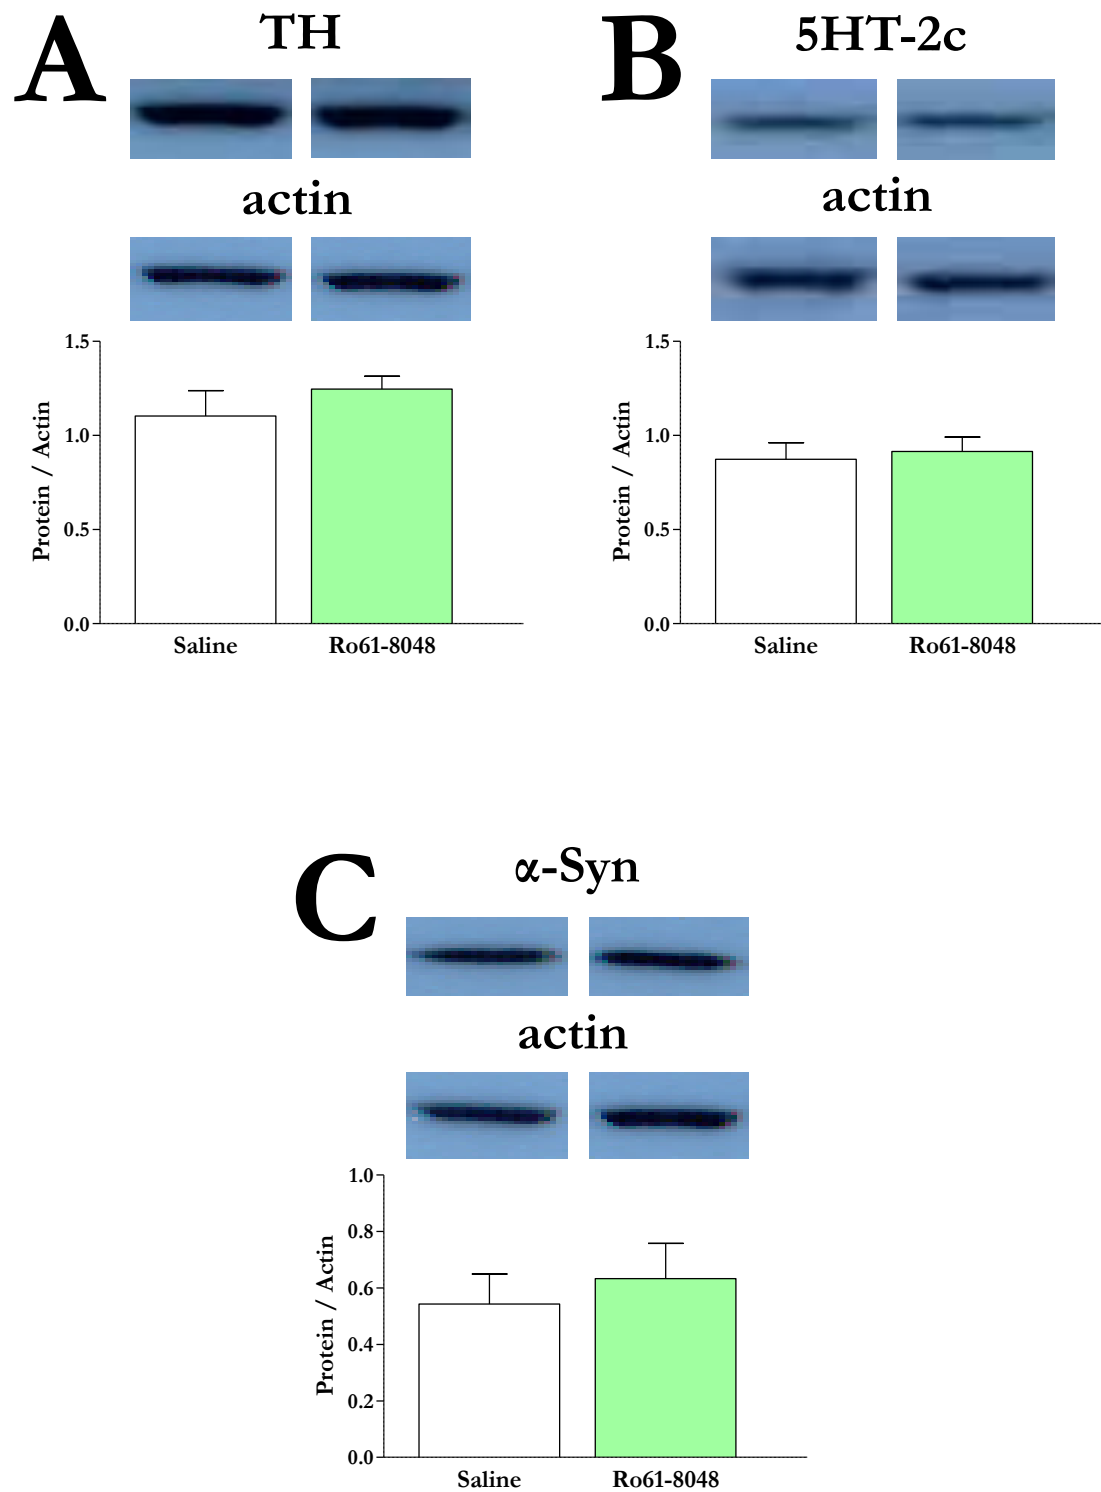 A
TH
actin
1.5
1.0
0.5
0.0
Protein / Actin
Saline
Ro61-8048
B
5HT-2c
actin
1.5
1.0
0.5
0.0
Protein / Actin
Saline
Ro61-8048
C
α-Syn
actin
1.0
0.8
0.6
0.4
0.2
0.0
Protein / Actin
Saline
Ro61-8048